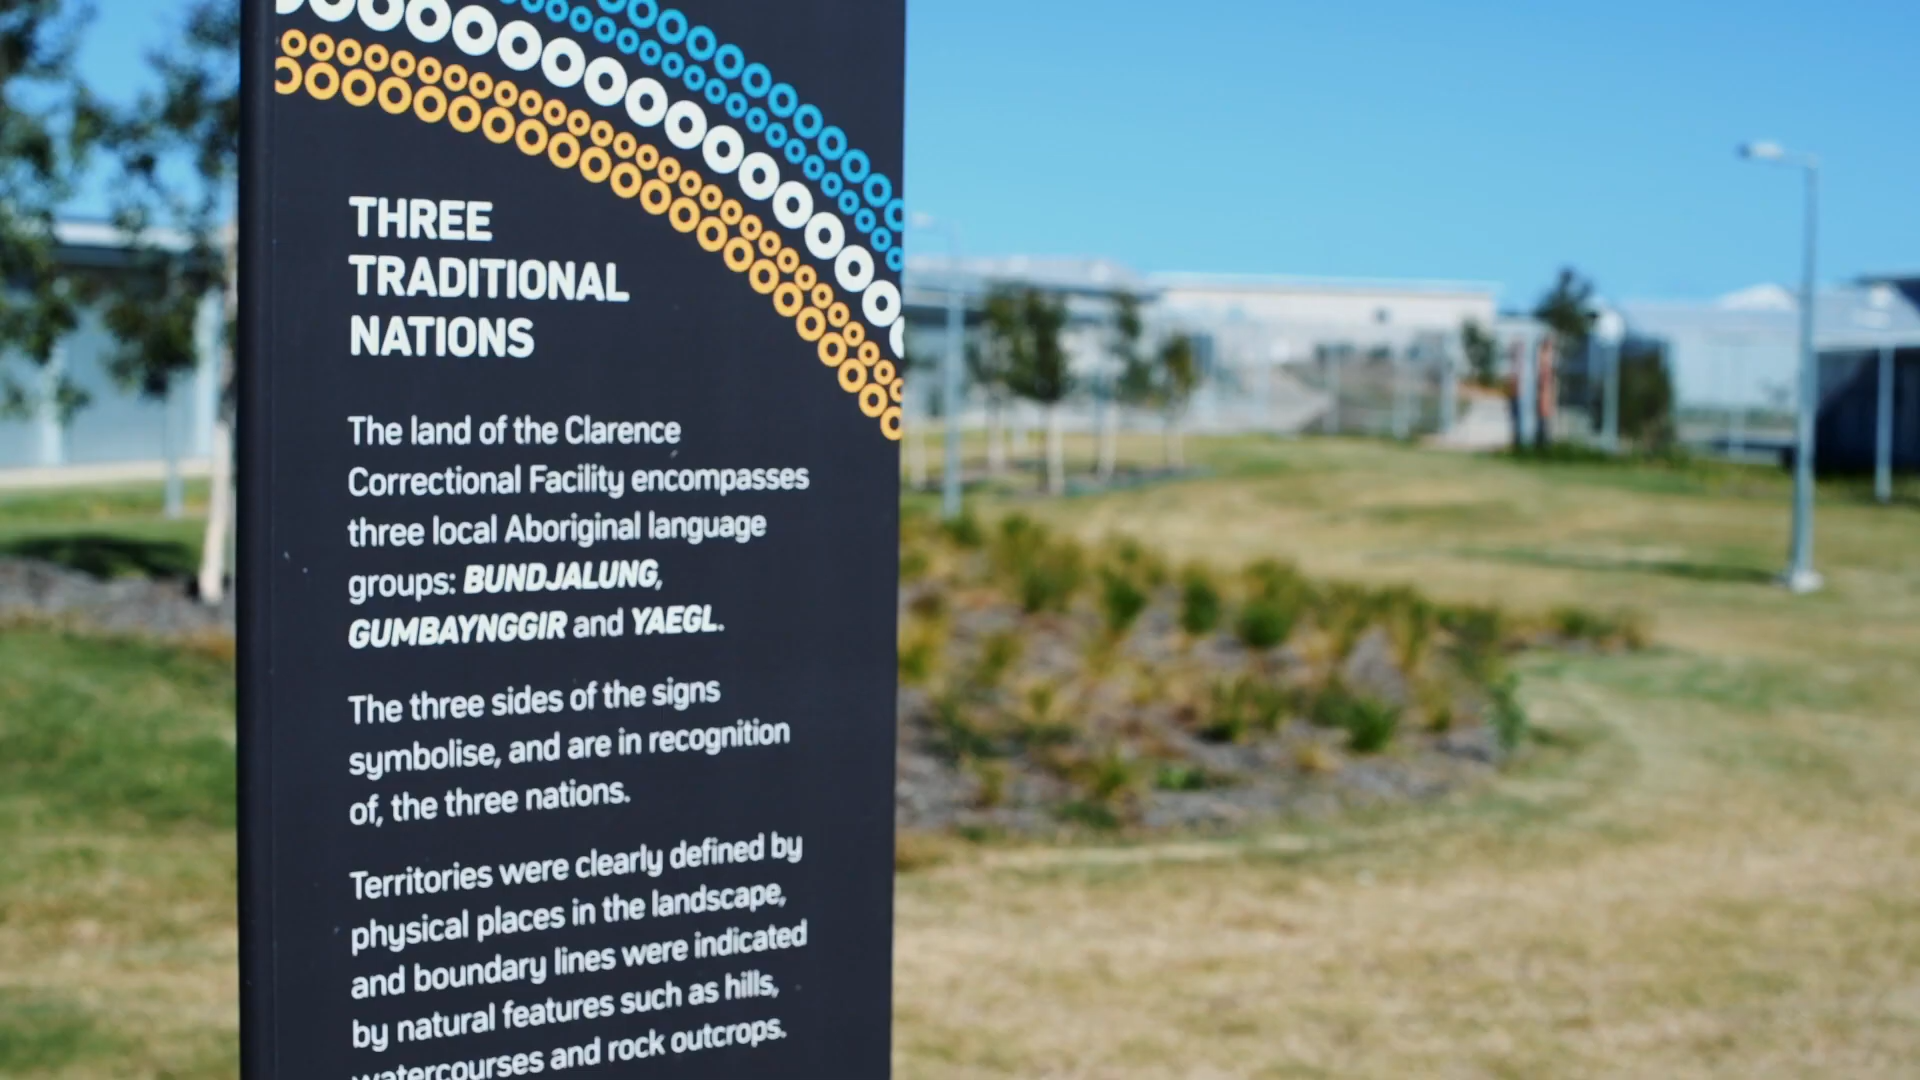 THREE
TRADITIONAL
NATIONS
The land of the Clarence
Correctional Facility encompasses
three local Aboriginal language
groups: BUNDJALUNG,
GUMBAYNGGIR and YAEGL.
The three sides of the signs
symbolise, and are in recognition
of, the three nations.
Territories were clearly defined by
physical places in the landscape,
and boundary lines were indicated
by natural features such as hills,
watercourses and rock outcrops.